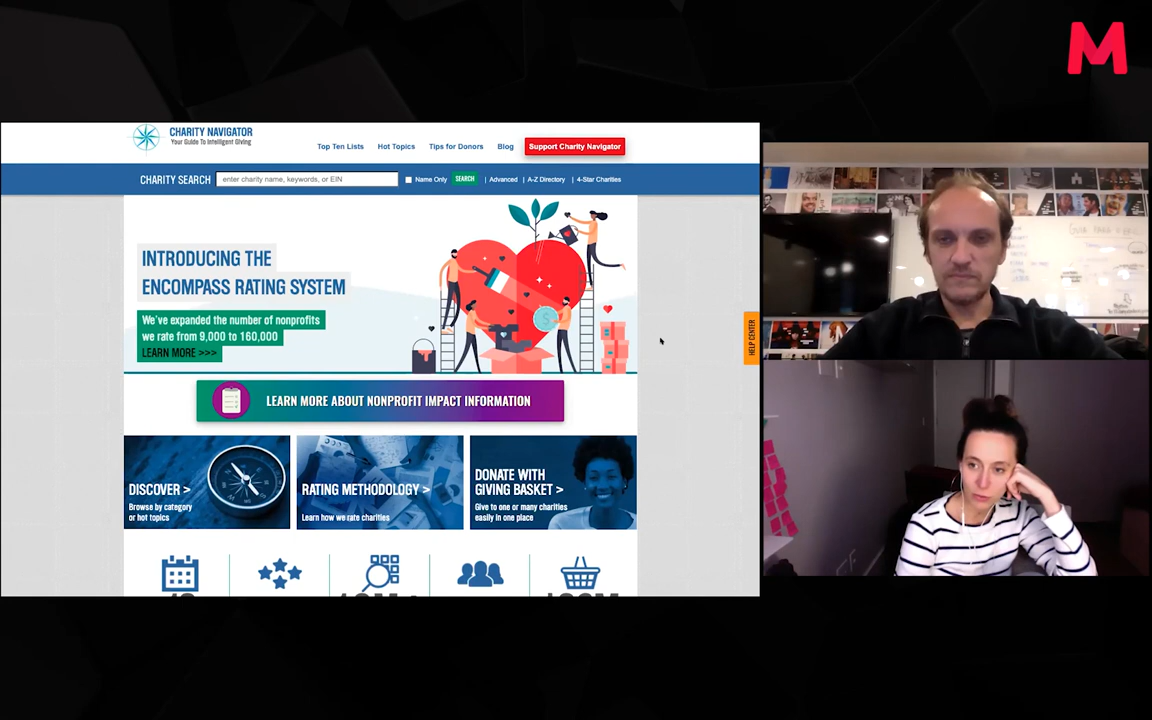 M
CHARITY NAVIGATOR
Your Guide To Intelligent Giving
Top Ten Lists
Hot Topics
Tips for Donors
Blog
Support Charity Navigator
CHARITY SEARCH
enter charity name, keywords, or EIN
Name Only
SEARCH
| Advanced
| A-Z Directory
| 4-Star Charities
INTRODUCING THE
ENCOMPASS RATING SYSTEM
We've expanded the number of nonprofits
we rate from 9,000 to 160,000
LEARN MORE >>>
HELP CENTER
LEARN MORE ABOUT NONPROFIT IMPACT INFORMATION
DISCOVER >
Browse by category
or hot topics
RATING METHODOLOGY >
Learn how we rate charities
DONATE WITH
GIVING BASKET >
Give to one or many charities
easily in one place